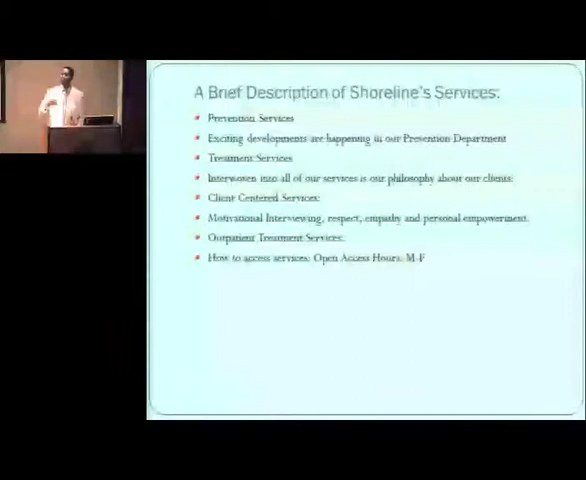 A Brief Description of Shoreline's Services:
Prevention Services
Exciting developments are happening in our Prevention Department
Treatment Services
Interwoven into all of our services is our philosophy about our clients:
Client Centered Services:
Motivational Interviewing, respect, empathy and personal empowerment.
Outpatient Treatment Services:
How to access services: Open Access Hours: M-F